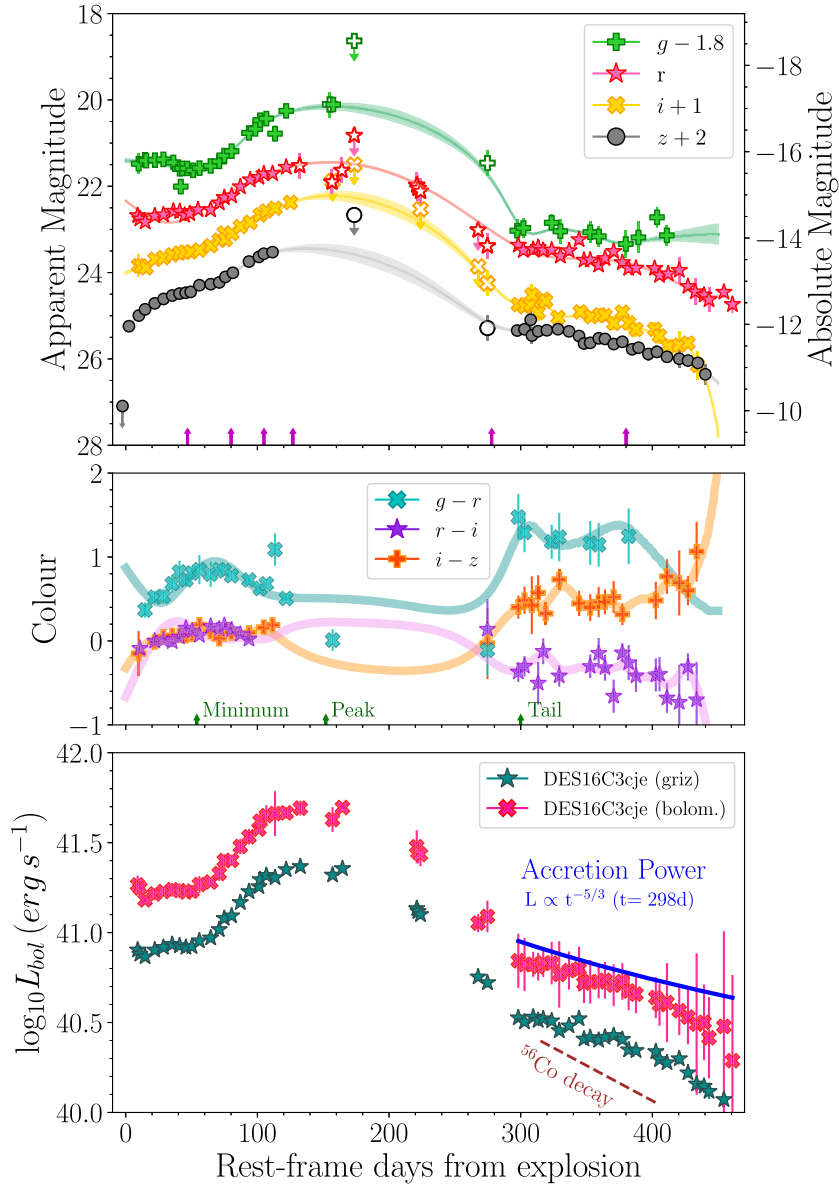 18
20
22
24
26
28
Apparent Magnitude
−18
−16
−14
−12
−10
Absolute Magnitude
g − 1.8
r
i + 1
z + 2
2
1
0
−1
Colour
g − r
r − i
i − z
Minimum
Peak
Tail
42.0
41.5
41.0
40.5
40.0
log₁₀L_bol (erg s⁻¹)
DES16C3cje (griz)
DES16C3cje (bolom.)
Accretion Power
L ∝ t⁻⁵/³ (t= 298d)
⁵⁶Co decay
0
100
200
300
400
Rest-frame days from explosion